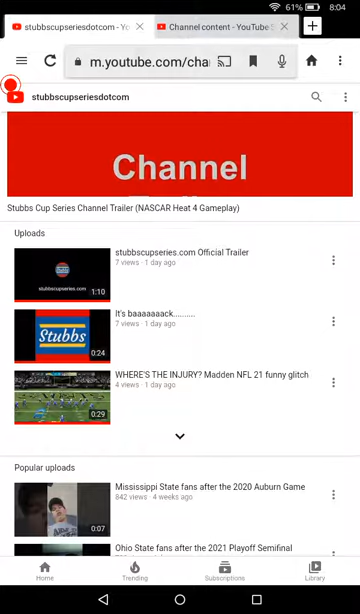 61% 8:04
stubbscupseriesdotcom - Yo
Channel content - YouTube S
m.youtube.com/cha
stubbscupseriesdotcom
Channel
Stubbs Cup Series Channel Trailer (NASCAR Heat 4 Gameplay)
Uploads
stubbscupseries.com Official Trailer
7 views · 1 day ago
stubbscupseries.com
1:10
It's baaaaaaack..........
7 views · 1 day ago
Stubbs
0:24
WHERE'S THE INJURY? Madden NFL 21 funny glitch
4 views · 1 day ago
0:29
Popular uploads
Mississippi State fans after the 2020 Auburn Game
842 views · 4 weeks ago
0:07
Ohio State fans after the 2021 Playoff Semifinal
Home
Trending
Subscriptions
Library